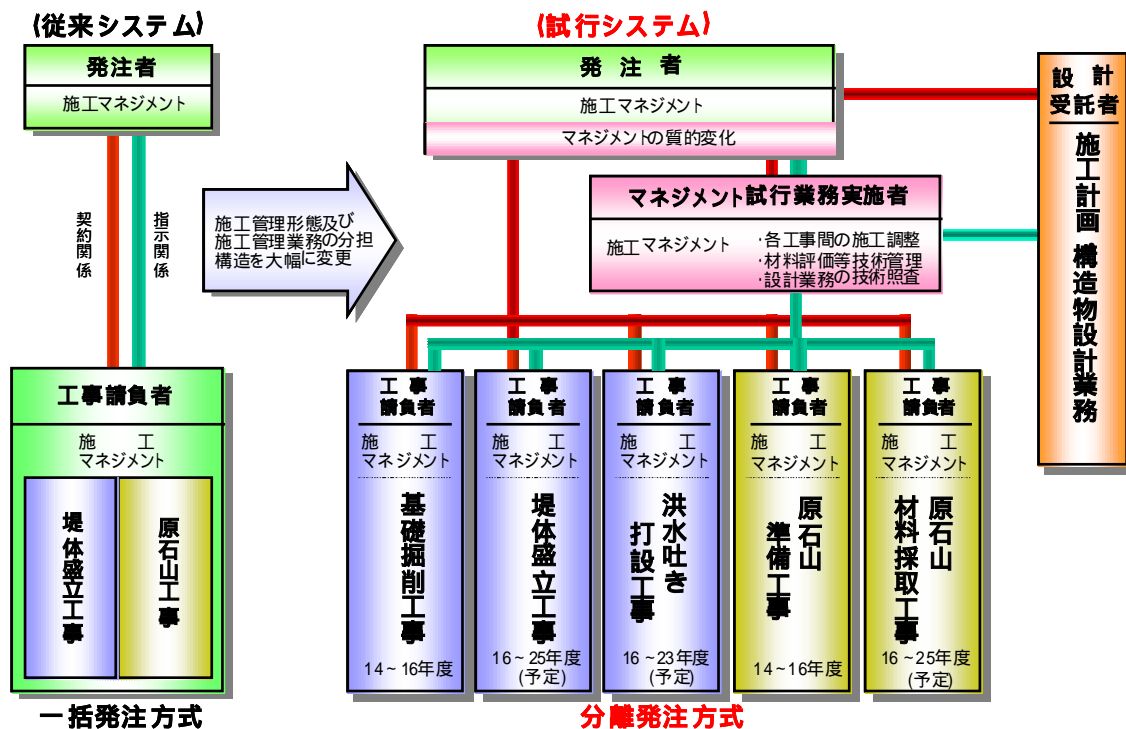 (従来システム)
発注者
施工マネジメント
契約関係
指示関係
工事請負者
施 工
マネジメント
堤体盛立工事
原石山工事
一括発注方式
施工管理形態及び
施工管理業務の分担
構造を大幅に変更
(試行システム)
発 注 者
施工マネジメント
マネジメントの質的変化
マネジメント試行業務実施者
施工マネジメント
・各工事間の施工調整
・材料評価等技術管理
・設計業務の技術照査
設 計
受託者
施工計画 構造物設計業務
工 事
請負者
施 工
マネジメント
基礎掘削工事
14~16年度
工 事
請負者
施 工
マネジメント
堤体盛立工事
16~25年度
(予定)
工 事
請負者
施 工
マネジメント
洪水吐き
打設工事
16~23年度
(予定)
工 事
請負者
施 工
マネジメント
原石山
準備工事
14~16年度
工 事
請負者
施 工
マネジメント
原石山
材料採取工事
16~25年度
(予定)
分離発注方式